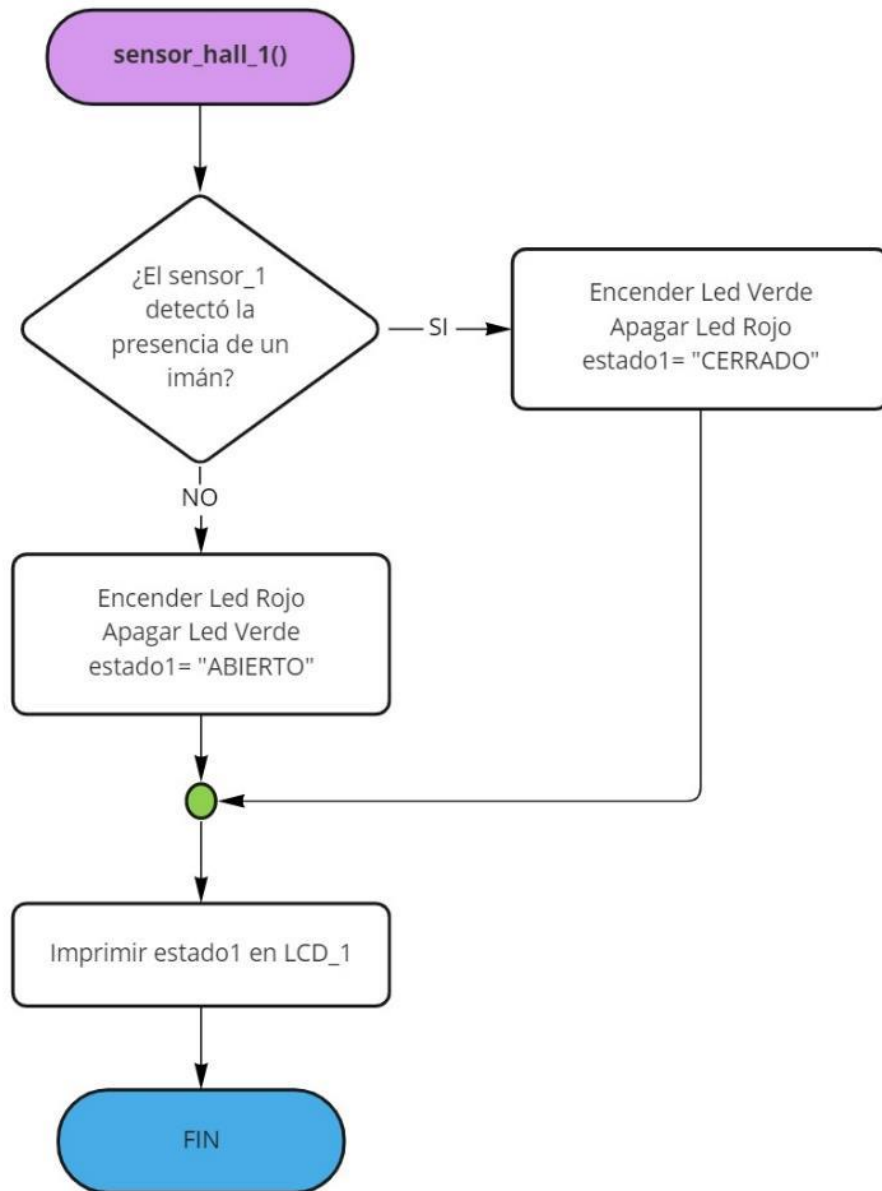 sensor_hall_1()
¿El sensor_1
detectó la
presencia de un
imán?
SI
Encender Led Verde
Apagar Led Rojo
estado1= "CERRADO"
NO
Encender Led Rojo
Apagar Led Verde
estado1= "ABIERTO"
Imprimir estado1 en LCD_1
FIN